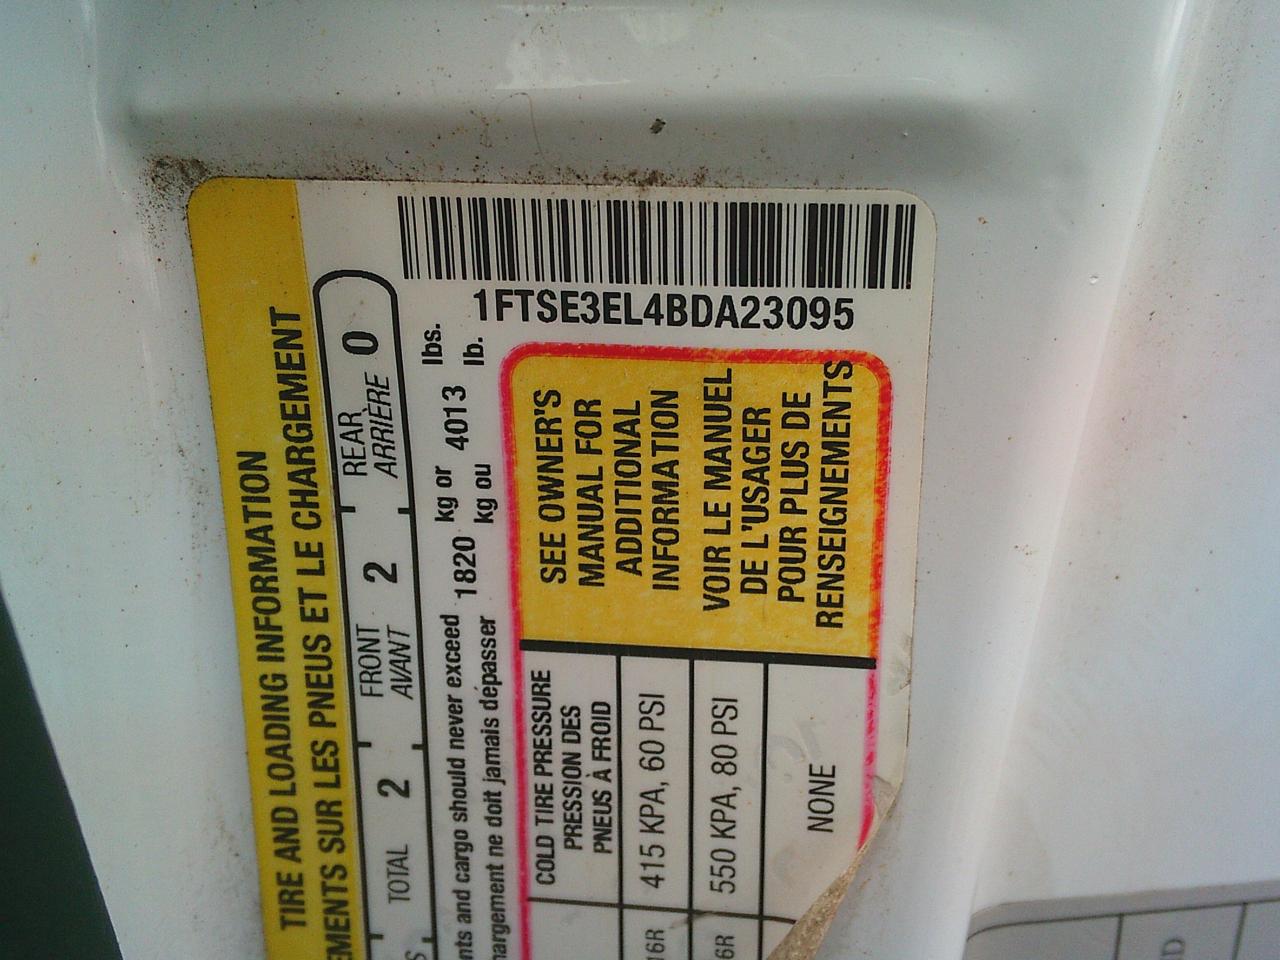 TIRE AND LOADING INFORMATION
SUR LES PNEUS ET LE CHARGEMENT
TOTAL 2 FRONT 2 REAR 0
AVANT ARRIÈRE
and cargo should never exceed 1820 kg or 4013 lbs.
ne doit jamais dépasser kg ou lb.
1FTSE3EL4BDA23095
COLD TIRE PRESSURE
PRESSION DES
PNEUS À FROID
415 KPA, 60 PSI
550 KPA, 80 PSI
NONE
SEE OWNER'S
MANUAL FOR
ADDITIONAL
INFORMATION
VOIR LE MANUEL
DE L'USAGER
POUR PLUS DE
RENSEIGNEMENTS